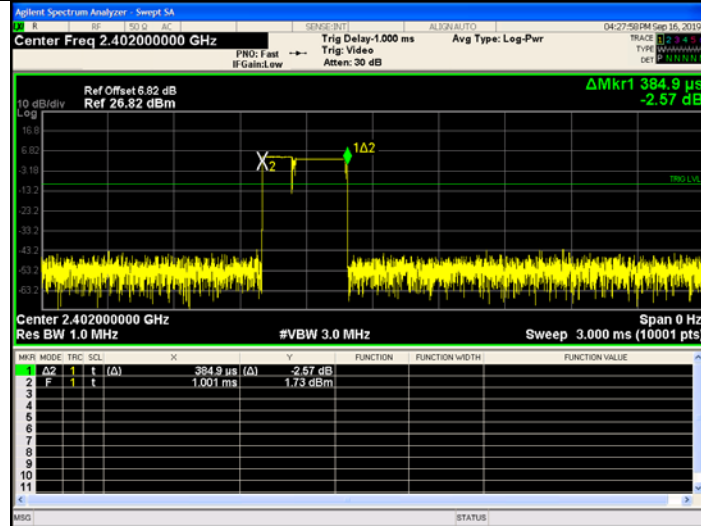 Agilent Spectrum Analyzer - Swept SA
R RF 50 Ω AC SENSE:INT ALIGN AUTO 04:27:58 PM Sep 16, 2019
Center Freq 2.402000000 GHz
PNO: Fast
IFGain:Low
Trig Delay-1.000 ms
Trig: Video
Atten: 30 dB
Avg Type: Log-Pwr
TRACE 1 2 3 4 5
TYPE W
DET P N N N N
ΔMkr1 384.9 µs
-2.57 dB
Ref Offset 6.82 dB
10 dB/div Ref 26.82 dBm
Log
16.8
6.82
-3.18
-13.2
-23.2
-33.2
-43.2
-53.2
-63.2
X2
1Δ2
TRIG LVL
Center 2.402000000 GHz Span 0 Hz
Res BW 1.0 MHz #VBW 3.0 MHz Sweep 3.000 ms (10001 pts)
MKR MODE TRC SCL X Y FUNCTION FUNCTION WIDTH FUNCTION VALUE
1 Δ2 1 t (Δ) 384.9 µs (Δ) -2.57 dB
2 F 1 t 1.001 ms 1.73 dBm
3
4
5
6
7
8
9
10
11
MSG STATUS